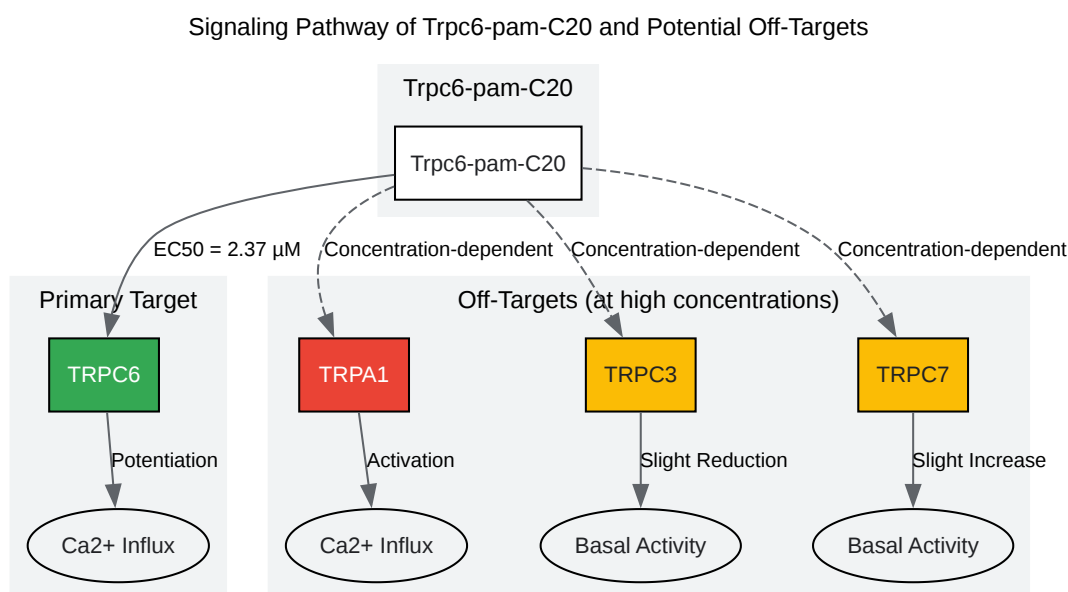 Signaling Pathway of Trpc6-pam-C20 and Potential Off-Targets
Trpc6-pam-C20
Trpc6-pam-C20
EC50 = 2.37 µM
Concentration-dependent
Concentration-dependent
Concentration-dependent
Primary Target
Off-Targets (at high concentrations)
TRPC6
TRPA1
TRPC3
TRPC7
Potentiation
Activation
Slight Reduction
Slight Increase
Ca2+ Influx
Ca2+ Influx
Basal Activity
Basal Activity